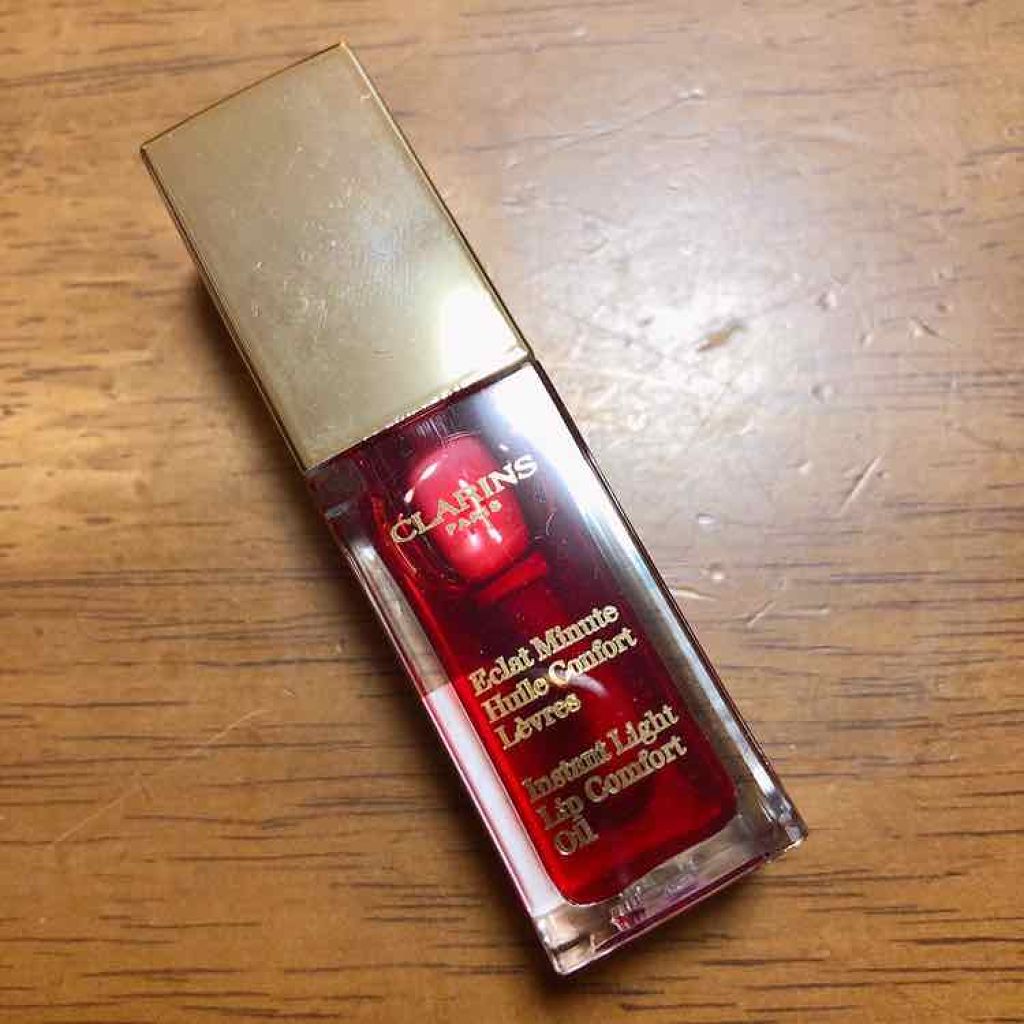 CLARINS
PARIS
Eclat Minute
Huile Confort
Lèvres
Instant Light
Lip Comfort
Oil